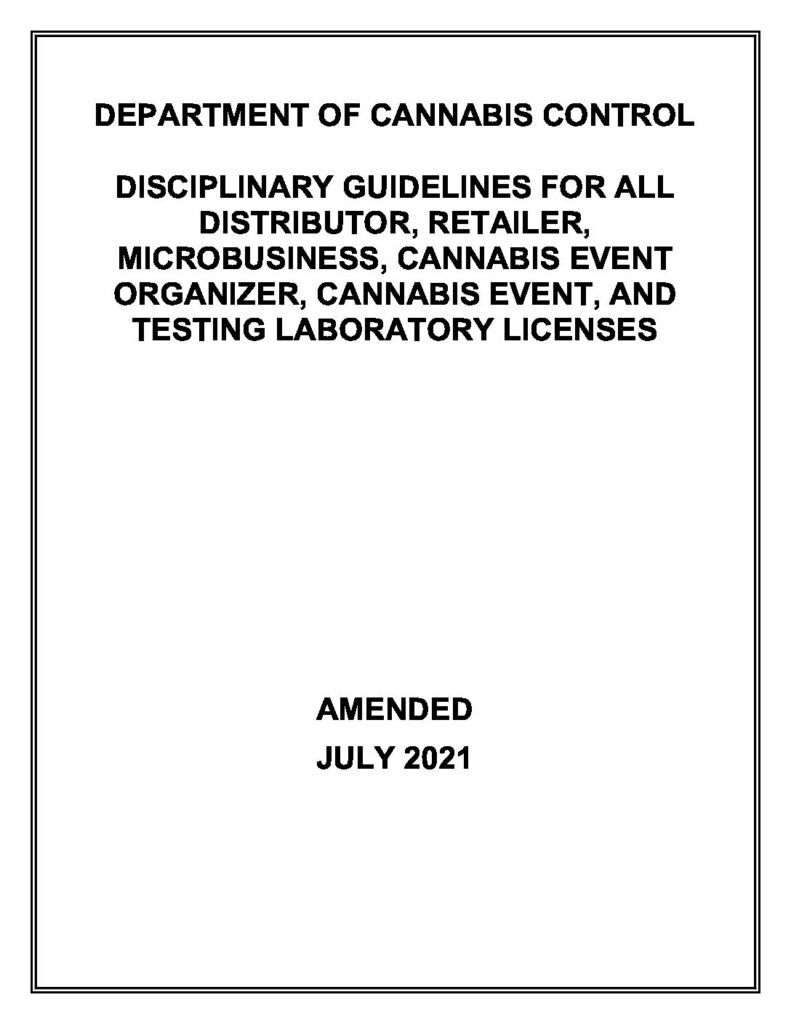 DEPARTMENT OF CANNABIS CONTROL
DISCIPLINARY GUIDELINES FOR ALL
DISTRIBUTOR, RETAILER,
MICROBUSINESS, CANNABIS EVENT
ORGANIZER, CANNABIS EVENT, AND
TESTING LABORATORY LICENSES
AMENDED
JULY 2021